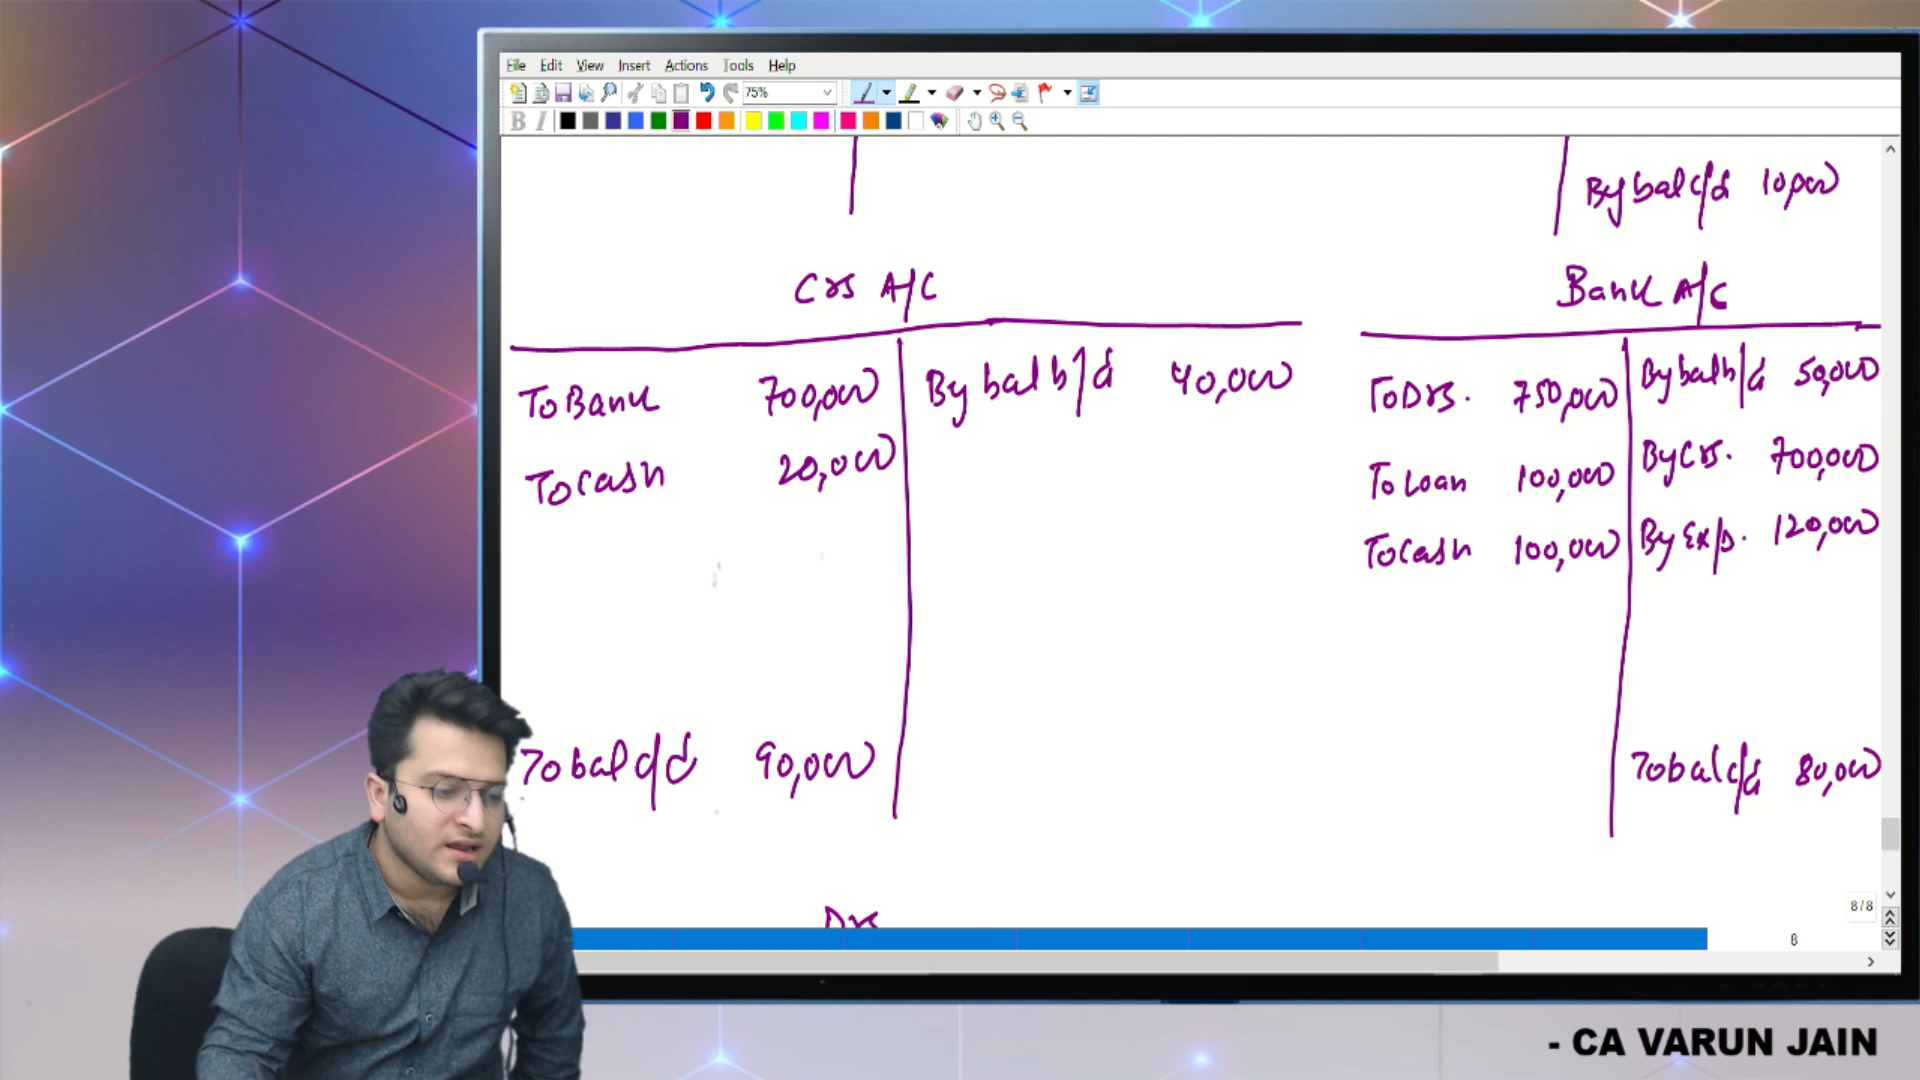 File Edit View Insert Actions Tools Help
75%
B I
By bal c/d 10,000
Crs A/C
To Bank 700,000 By bal b/d 40,000
To Cash 20,000
To bal c/d 90,000
Bank A/C
To Drs. 750,000 By bal b/d 50,000
To Loan 100,000 By Crs. 700,000
To Cash 100,000 By Exp. 120,000
To bal c/d 80,000
Drs
8/8
8
- CA VARUN JAIN